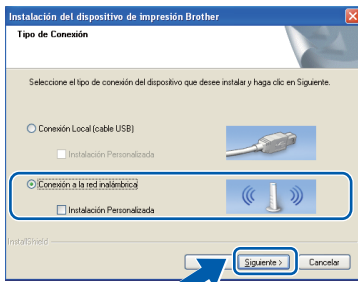 Instalación del dispositivo de impresión Brother
Tipo de Conexión
Seleccione el tipo de conexión del dispositivo que desee instalar y haga clic en Siguiente.
Conexión Local (cable USB)
Instalación Personalizada
Conexión a la red inalámbrica
Instalación Personalizada
InstallShield
Siguiente >
Cancelar